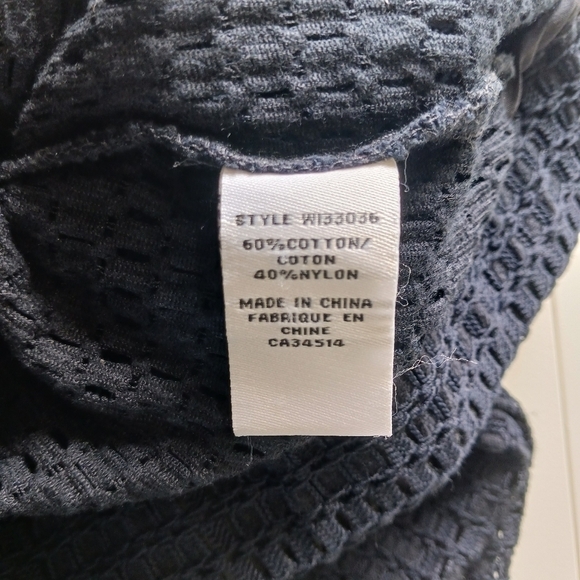 STYLE WI33036
60%COTTON/
COTON
40%NYLON
MADE IN CHINA
FABRIQUE EN
CHINE
CA34514